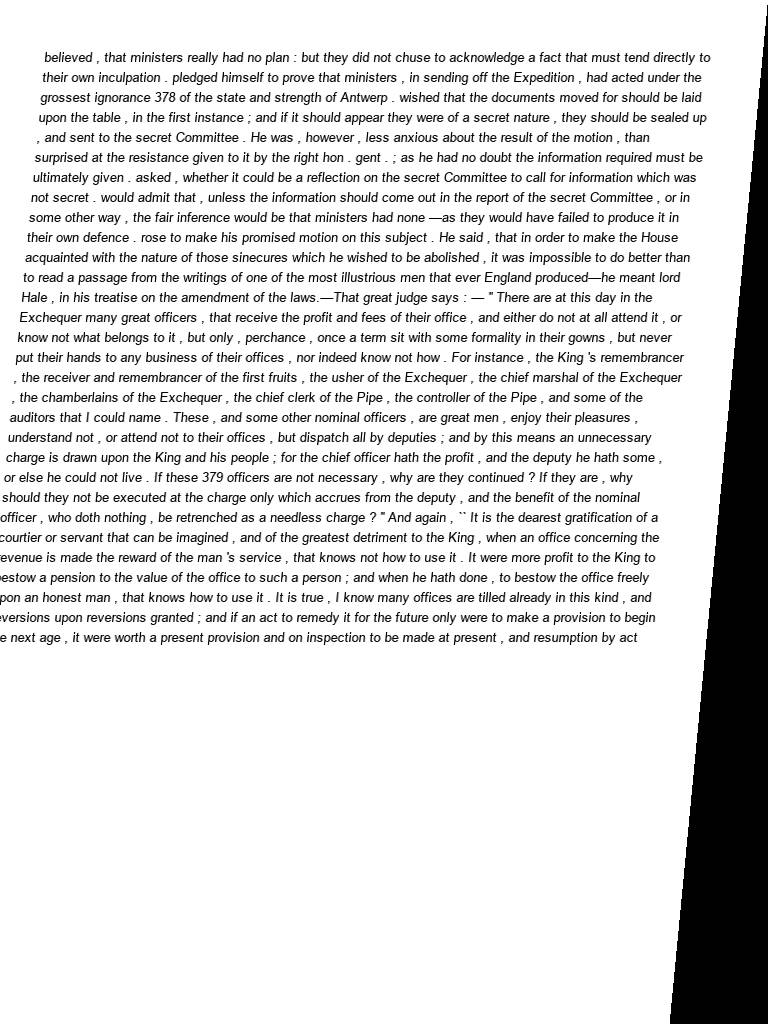 believed , that ministers really had no plan : but they did not chuse to acknowledge a fact that must tend directly to
their own inculpation . pledged himself to prove that ministers , in sending off the Expedition , had acted under the
grossest ignorance 378 of the state and strength of Antwerp . wished that the documents moved for should be laid
upon the table , in the first instance ; and if it should appear they were of a secret nature , they should be sealed up
, and sent to the secret Committee . He was , however , less anxious about the result of the motion , than
surprised at the resistance given to it by the right hon . gent . ; as he had no doubt the information required must be
ultimately given . asked , whether it could be a reflection on the secret Committee to call for information which was
not secret . would admit that , unless the information should come out in the report of the secret Committee , or in
some other way , the fair inference would be that ministers had none —as they would have failed to produce it in
their own defence . rose to make his promised motion on this subject . He said , that in order to make the House
acquainted with the nature of those sinecures which he wished to be abolished , it was impossible to do better than
to read a passage from the writings of one of the most illustrious men that ever England produced—he meant lord
Hale , in his treatise on the amendment of the laws.—That great judge says : — " There are at this day in the
Exchequer many great officers , that receive the profit and fees of their office , and either do not at all attend it , or
know not what belongs to it , but only , perchance , once a term sit with some formality in their gowns , but never
put their hands to any business of their offices , nor indeed know not how . For instance , the King 's remembrancer
, the receiver and remembrancer of the first fruits , the usher of the Exchequer , the chief marshal of the Exchequer
, the chamberlains of the Exchequer , the chief clerk of the Pipe , the controller of the Pipe , and some of the
auditors that I could name . These , and some other nominal officers , are great men , enjoy their pleasures ,
understand not , or attend not to their offices , but dispatch all by deputies ; and by this means an unnecessary
charge is drawn upon the King and his people ; for the chief officer hath the profit , and the deputy he hath some ,
or else he could not live . If these 379 officers are not necessary , why are they continued ? If they are , why
should they not be executed at the charge only which accrues from the deputy , and the benefit of the nominal
officer , who doth nothing , be retrenched as a needless charge ? " And again , `` It is the dearest gratification of a
courtier or servant that can be imagined , and of the greatest detriment to the King , when an office concerning the
revenue is made the reward of the man 's service , that knows not how to use it . It were more profit to the King to
bestow a pension to the value of the office to such a person ; and when he hath done , to bestow the office freely
upon an honest man , that knows how to use it . It is true , I know many offices are tilled already in this kind , and
reversions upon reversions granted ; and if an act to remedy it for the future only were to make a provision to begin
next age , it were worth a present provision and on inspection to be made at present , and resumption by act